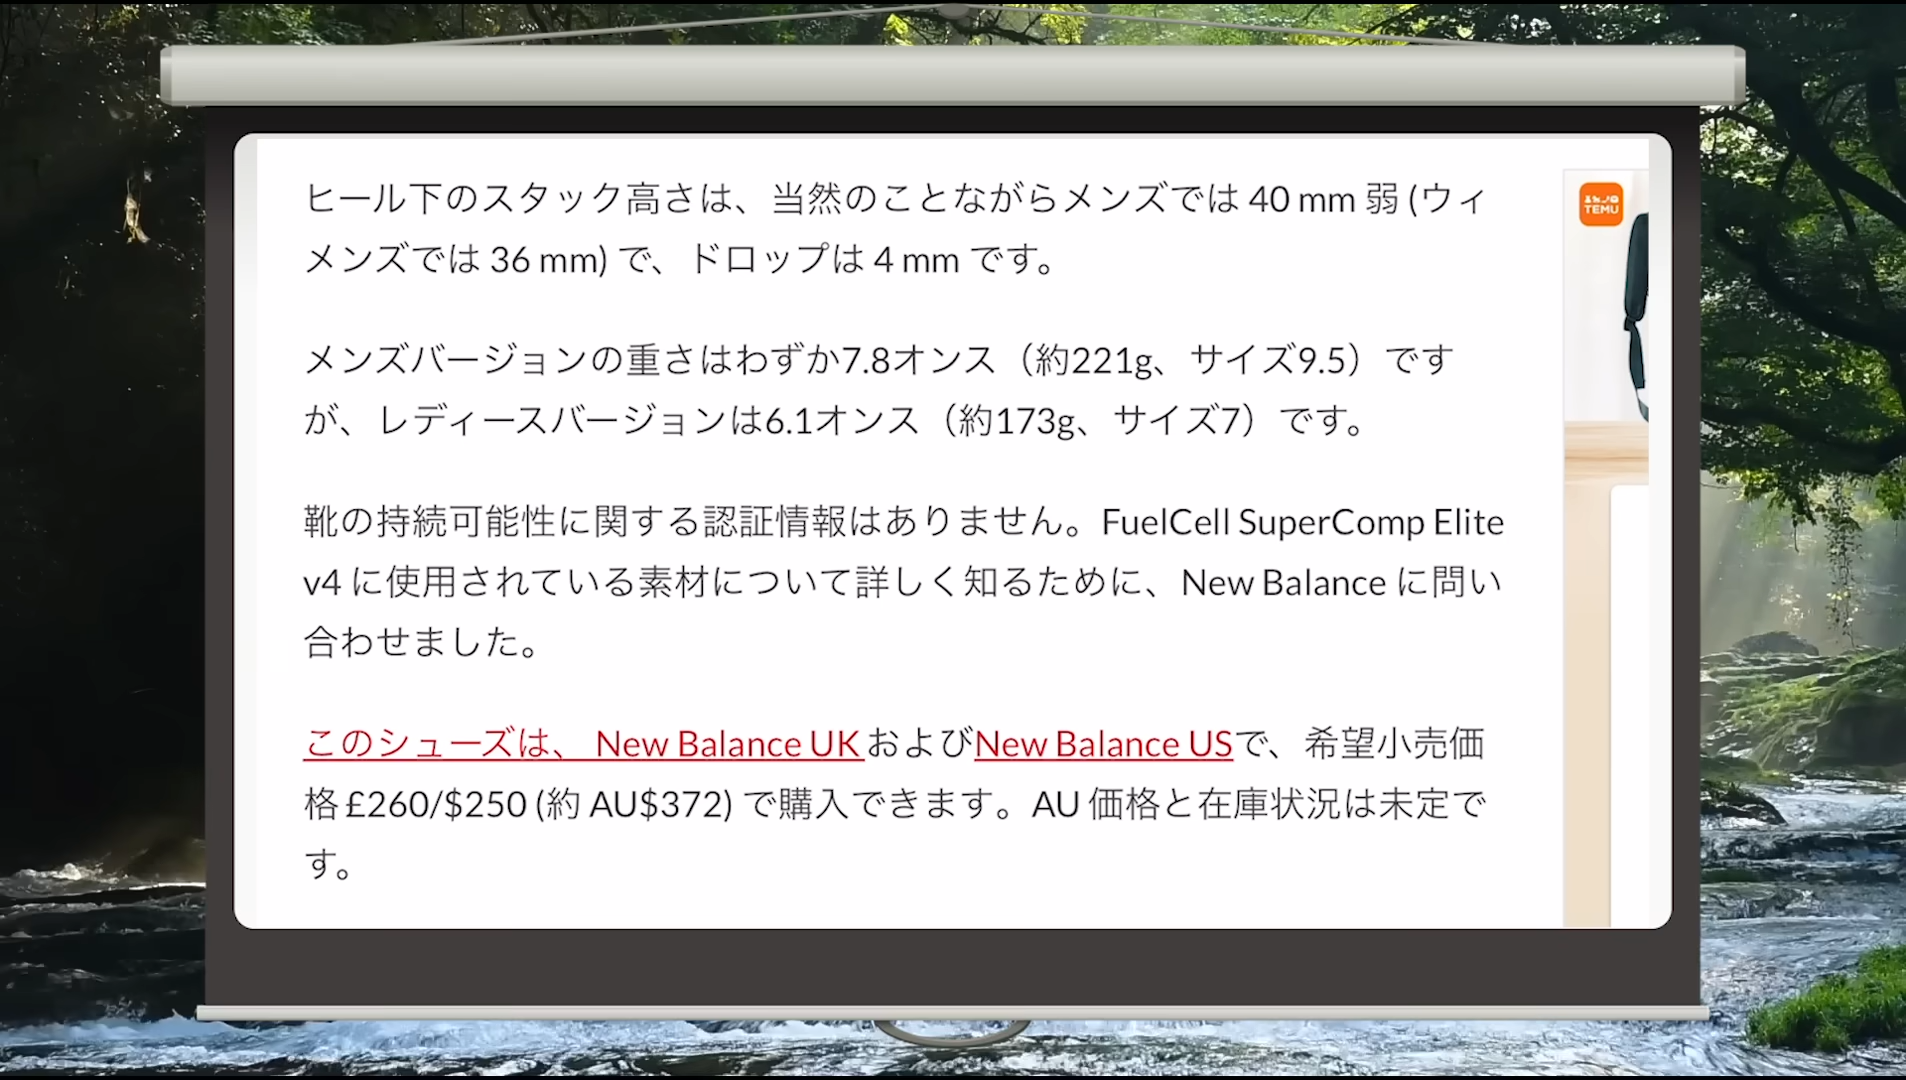 ヒール下のスタック高さは、当然のことながらメンズでは 40 mm 弱 (ウィ
メンズでは 36 mm) で、ドロップは 4 mm です。
メンズバージョンの重さはわずか7.8オンス（約221g、サイズ9.5）です
が、レディースバージョンは6.1オンス（約173g、サイズ7）です。
靴の持続可能性に関する認証情報はありません。FuelCell SuperComp Elite
v4 に使用されている素材について詳しく知るために、New Balance に問い
合わせました。
このシューズは、 New Balance UK およびNew Balance USで、希望小売価
格 £260/$250 (約 AU$372) で購入できます。AU 価格と在庫状況は未定で
す。
TEMU